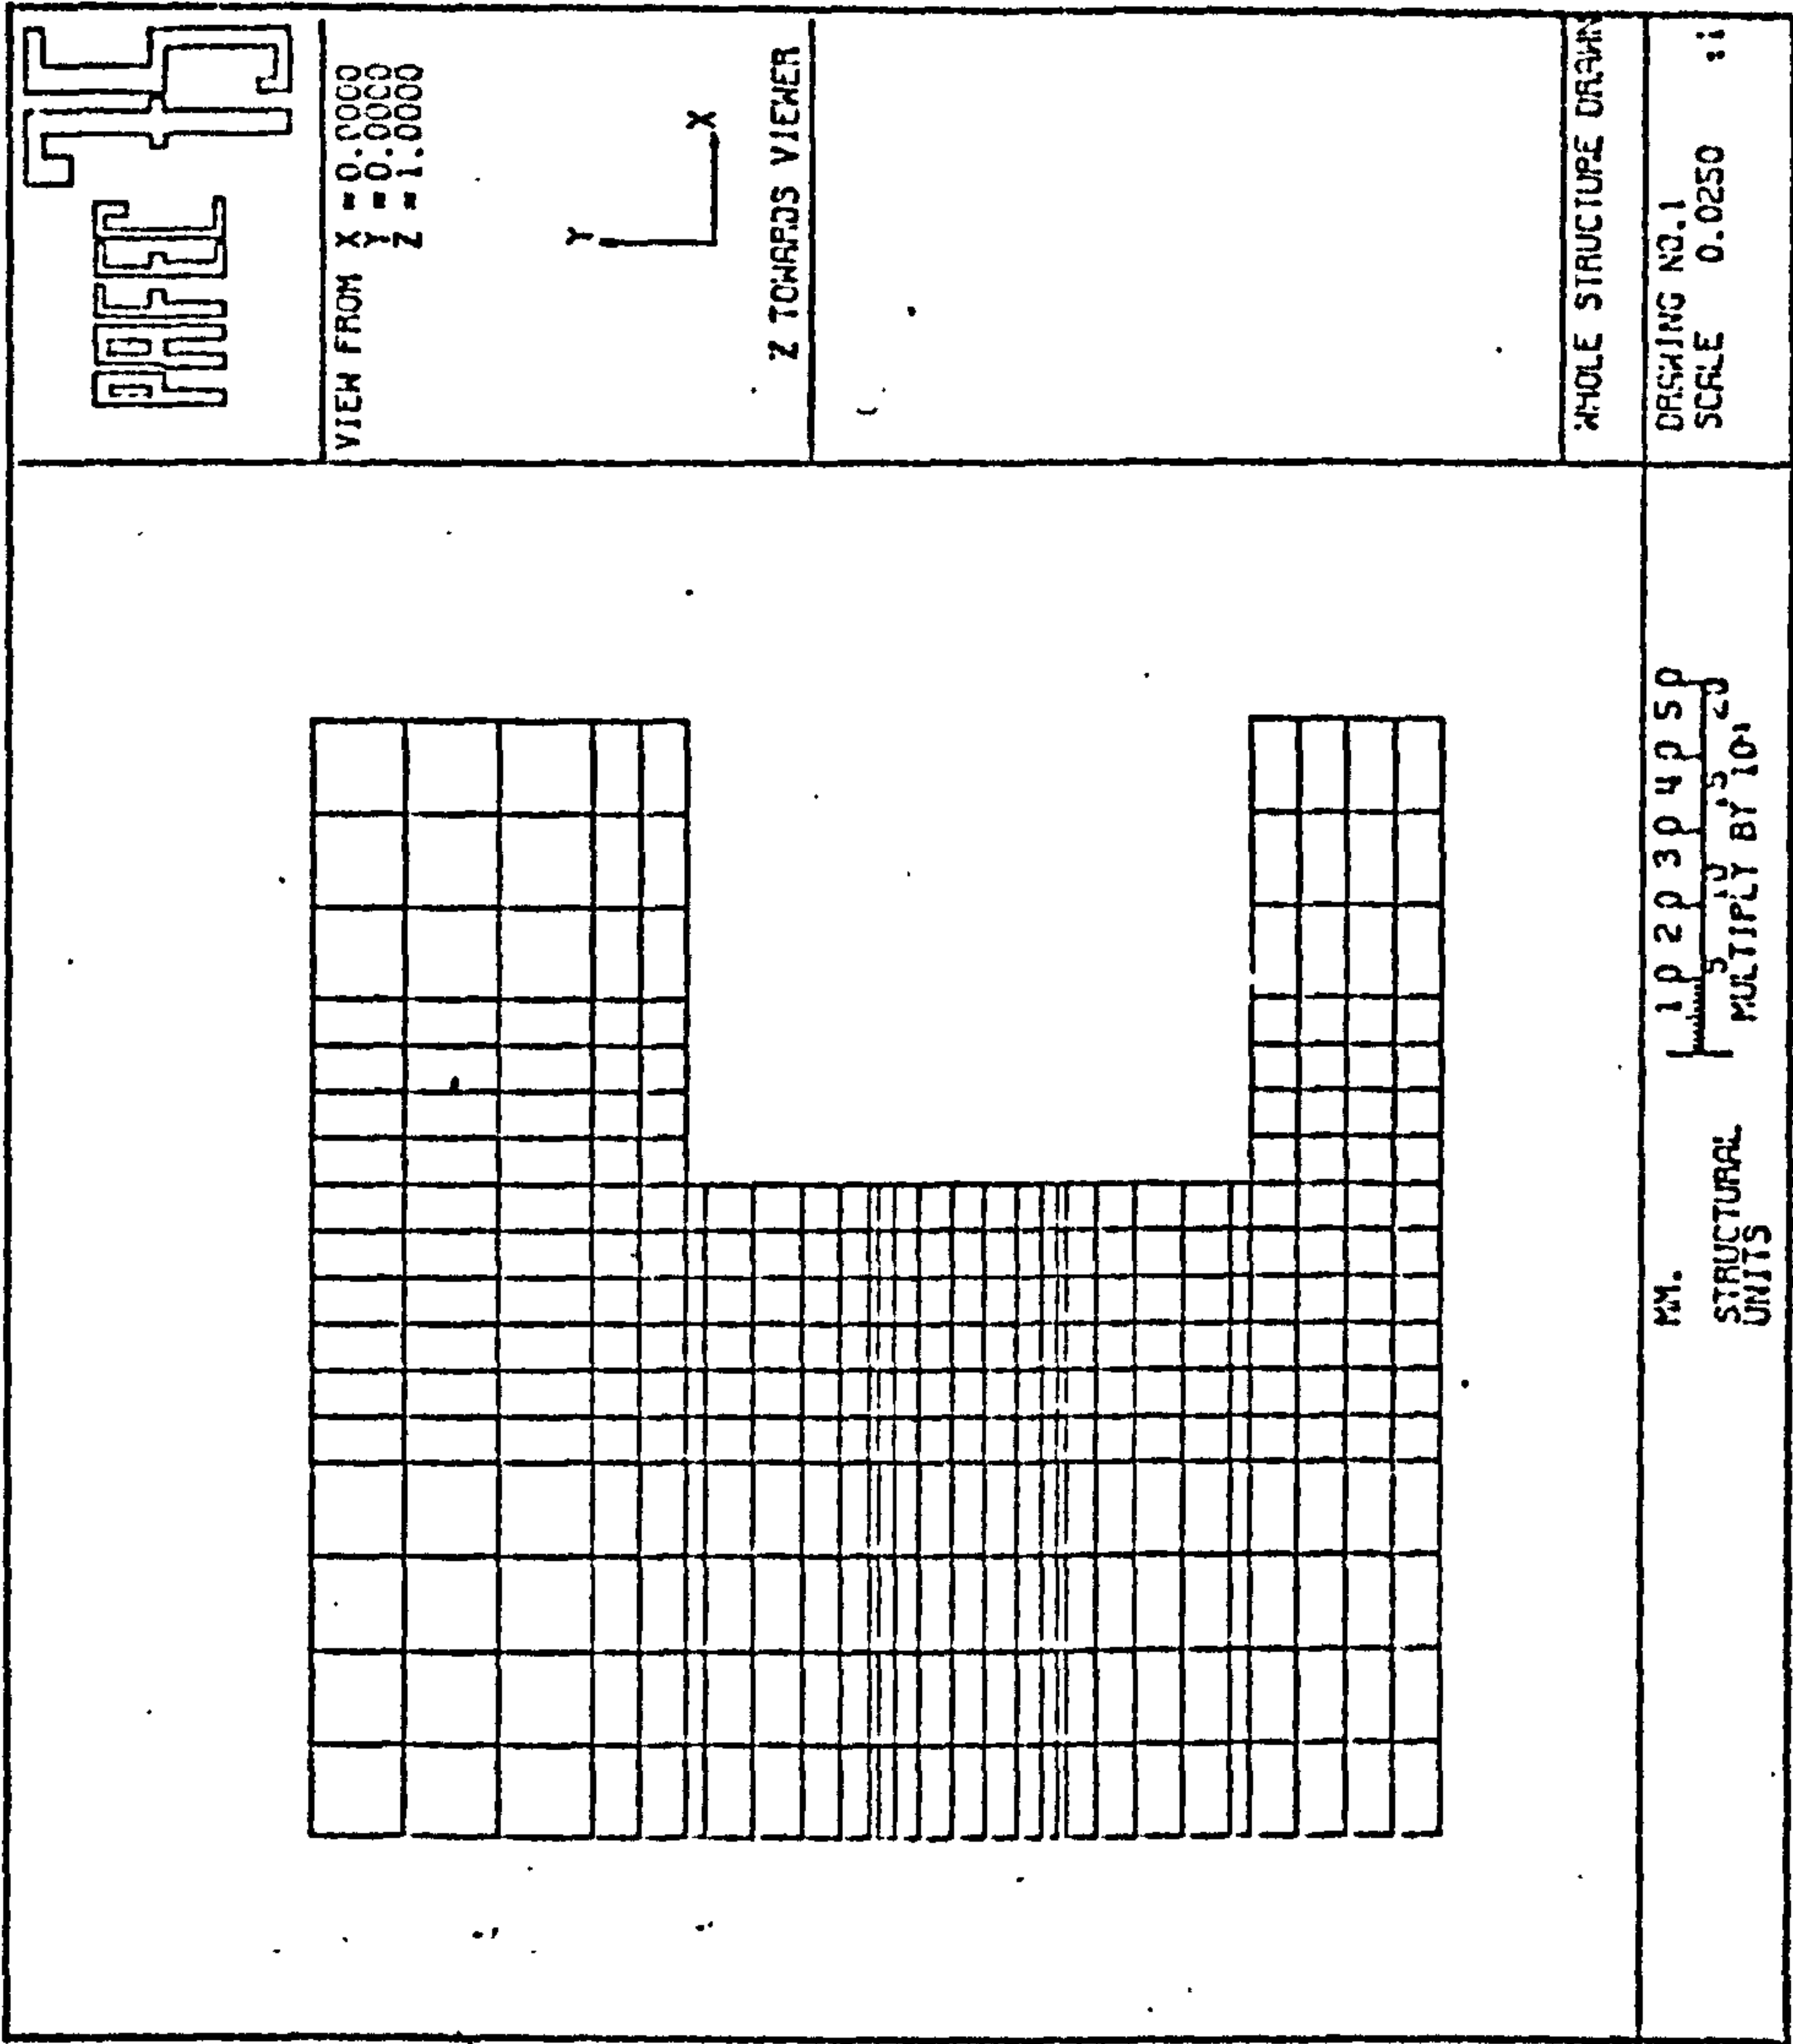 PAFEC 75
VIEW FROM X = 0.0000
Y = 0.0000
Z = 1.0000
Y
X
Z TOWARDS VIEWER
WHOLE STRUCTURE DRAWN
DRAWING NO.1
SCALE 0.0250
MM. 10 20 30 40 50
STRUCTURAL UNITS 5 10 15 20
MULTIPLY BY 10